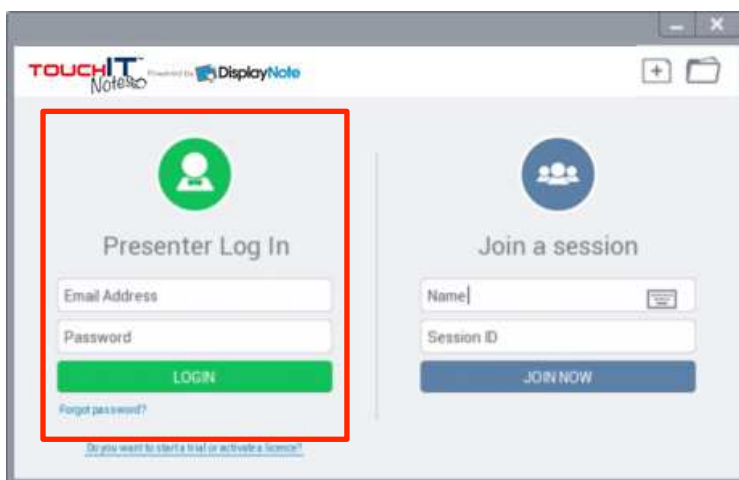 TOUCHIT
Notes
Powered by DisplayNote
Presenter Log In
Email Address
Password
LOGIN
Forgot password?
Do you want to start a trial or activate a licence?
Join a session
Name
Session ID
JOIN NOW